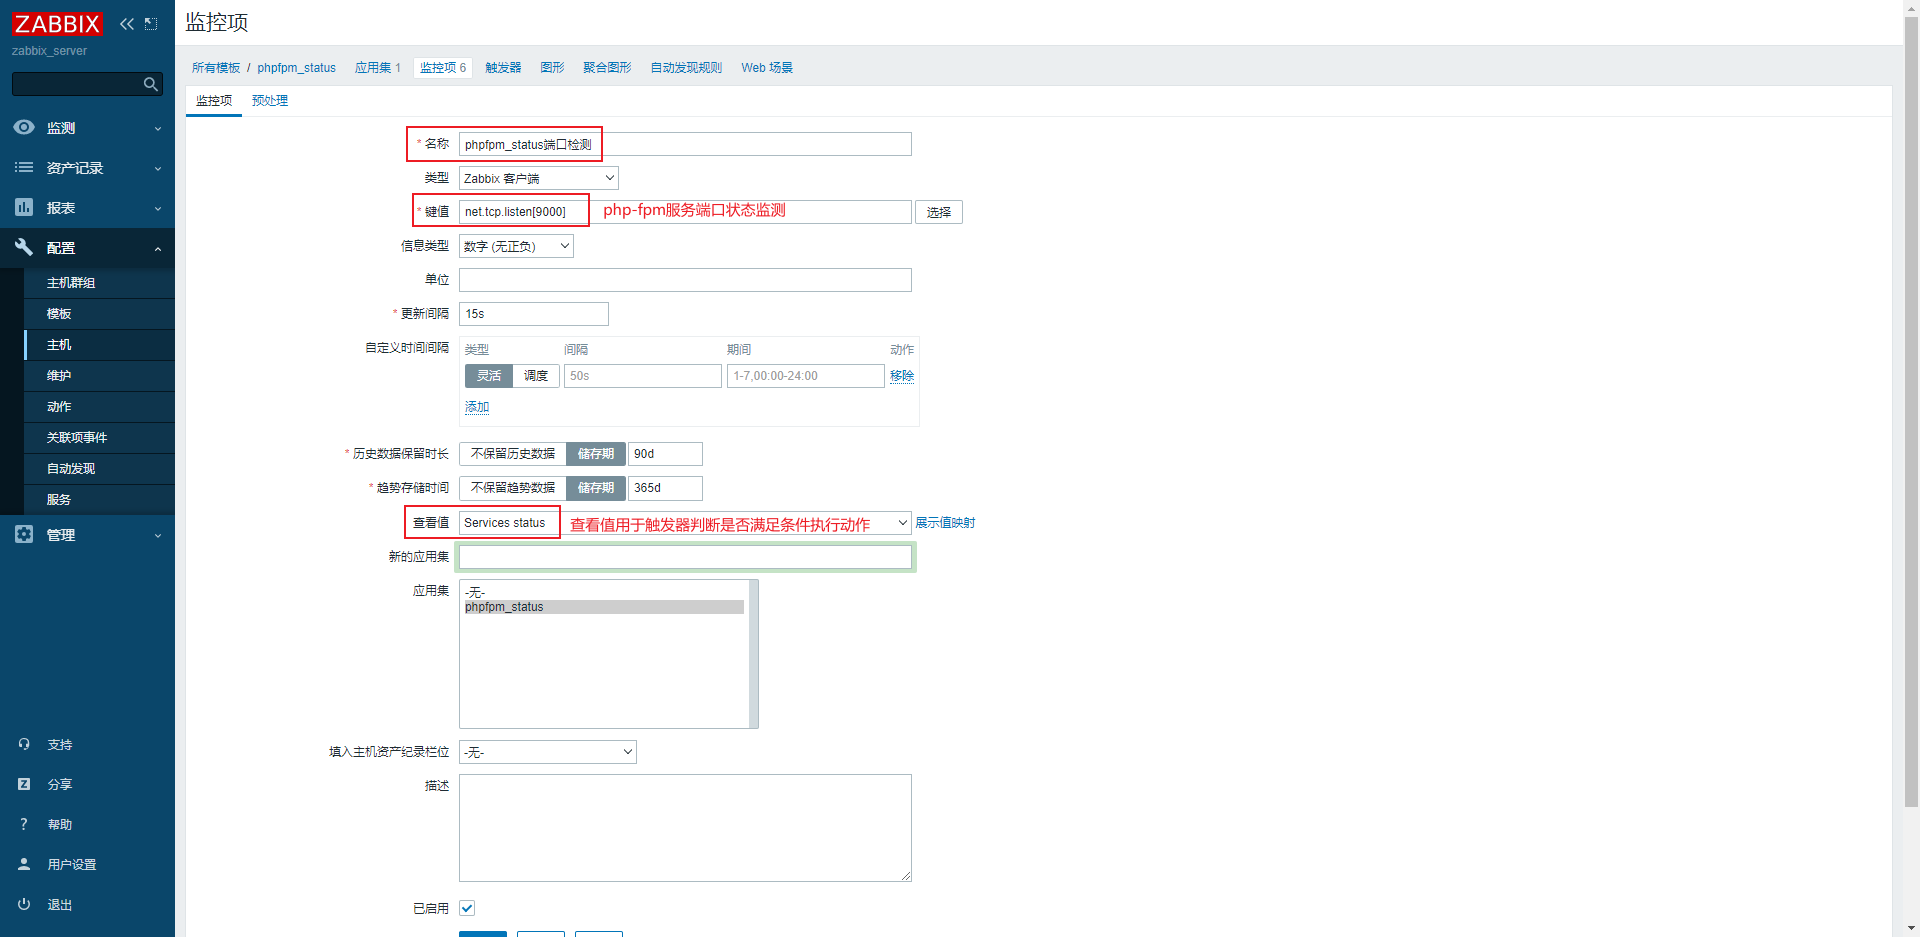 ZABBIX
zabbix_server
监测
资产记录
报表
配置
主机群组
模板
主机
维护
动作
关联项事件
自动发现
服务
管理
支持
分享
帮助
用户设置
退出
监控项
所有模板 / phpfpm_status 应用集 1 监控项 6 触发器 图形 聚合图形 自动发现规则 Web 场景
监控项 预处理
* 名称 phpfpm_status端口检测
类型 Zabbix 客户端
* 键值 net.tcp.listen[9000] php-fpm服务端口状态监测 选择
信息类型 数字 (无正负)
单位
* 更新间隔 15s
自定义时间间隔 类型 间隔 期间 动作
灵活 调度 50s 1-7,00:00-24:00 移除
添加
* 历史数据保留时长 不保留历史数据 储存期 90d
* 趋势存储时间 不保留趋势数据 储存期 365d
查看值 Services status 查看值用于触发器判断是否满足条件执行动作 展示值映射
新的应用集
应用集 -无-
phpfpm_status
填入主机资产纪录栏位 -无-
描述
已启用